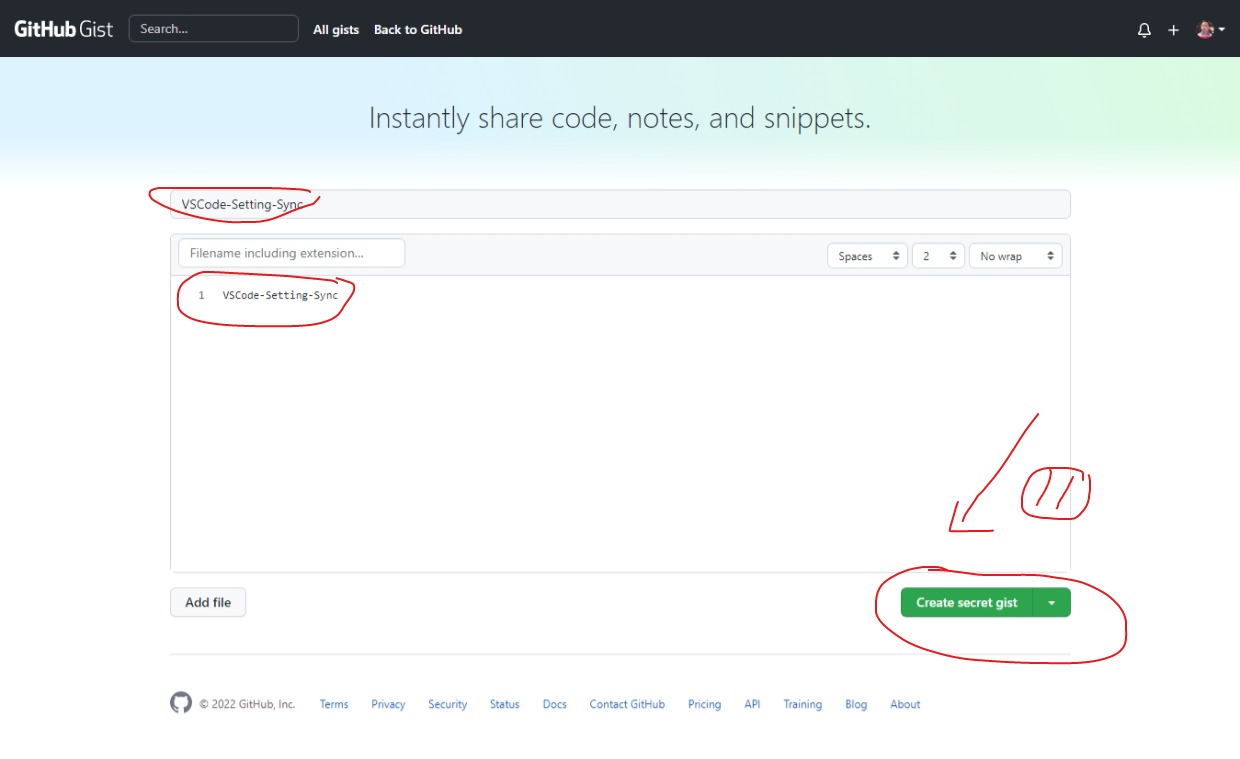 GitHub Gist Search... All gists Back to GitHub
Instantly share code, notes, and snippets.
VSCode-Setting-Sync
Filename including extension... Spaces 2 No wrap
1 VSCode-Setting-Sync
11
Add file Create secret gist
© 2022 GitHub, Inc. Terms Privacy Security Status Docs Contact GitHub Pricing API Training Blog About